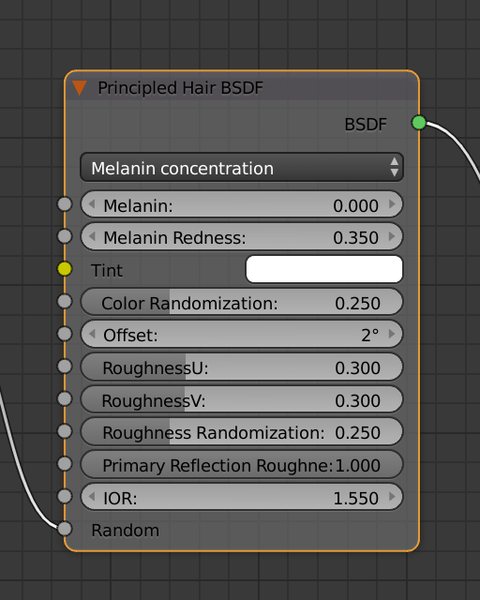 Principled Hair BSDF
BSDF
Melanin concentration
Melanin: 0.000
Melanin Redness: 0.350
Tint
Color Randomization: 0.250
Offset: 2°
RoughnessU: 0.300
RoughnessV: 0.300
Roughness Randomization: 0.250
Primary Reflection Roughne: 1.000
IOR: 1.550
Random